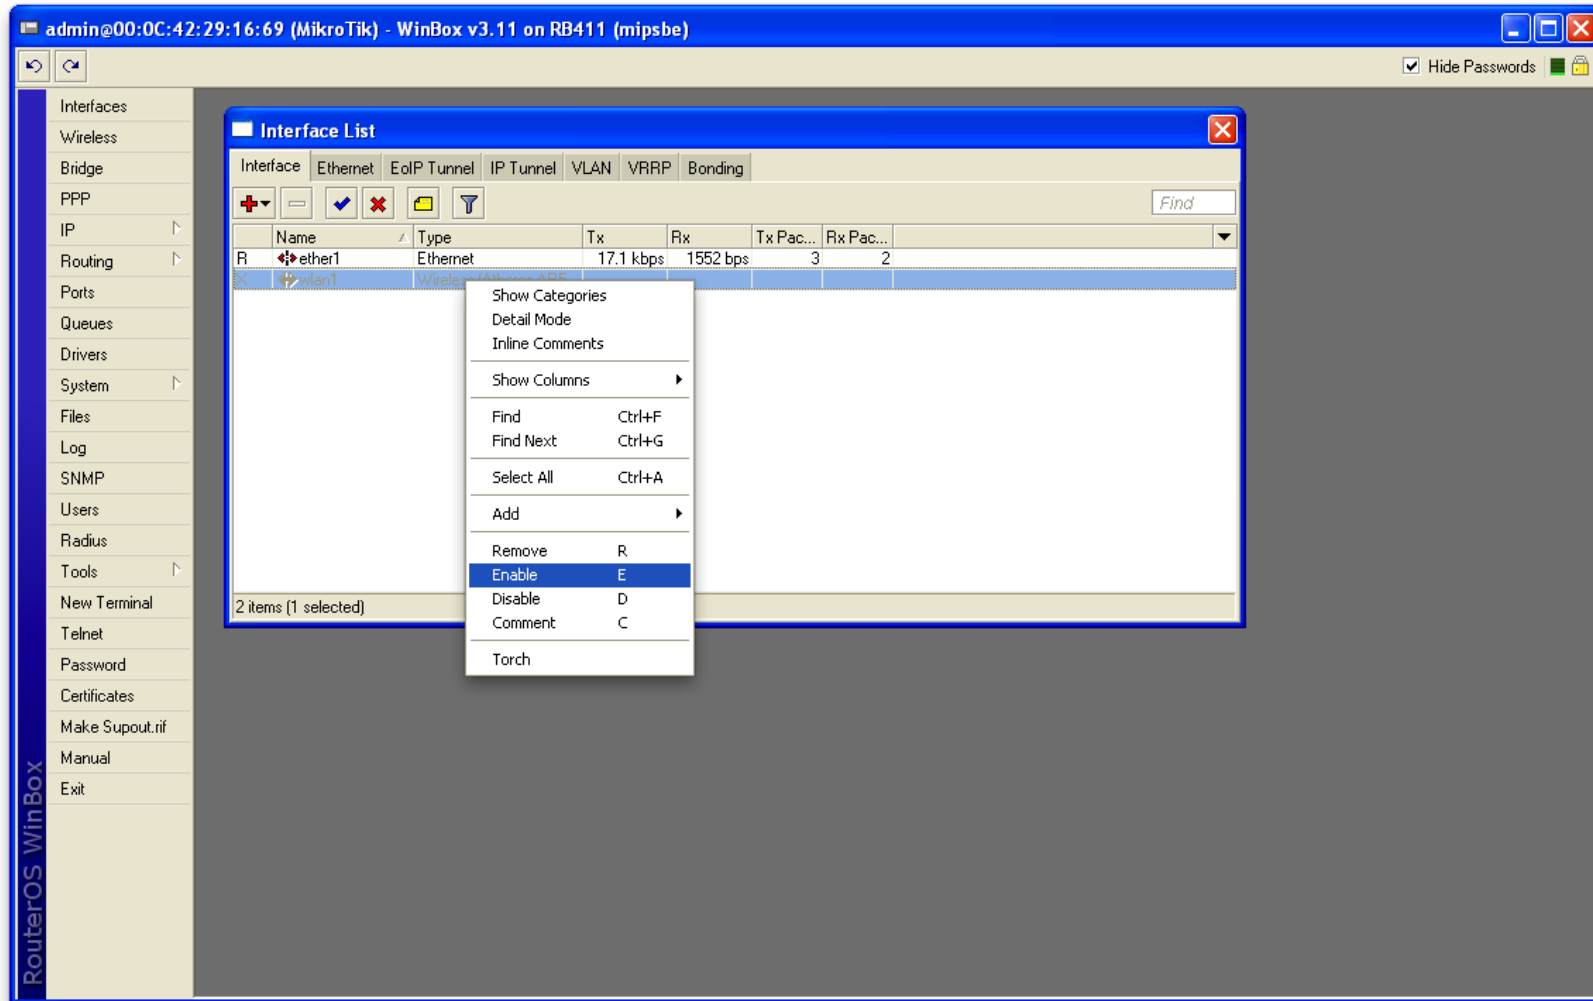 admin@00:0C:42:29:16:69 (MikroTik) - WinBox v3.11 on RB411 (mipsbe)
Hide Passwords
Interfaces
Wireless
Bridge
PPP
IP
Routing
Ports
Queues
Drivers
System
Files
Log
SNMP
Users
Radius
Tools
New Terminal
Telnet
Password
Certificates
Make Supout.rif
Manual
Exit
RouterOS WinBox
Interface List
Interface Ethernet EoIP Tunnel IP Tunnel VLAN VRRP Bonding
Find
Name Type Tx Rx Tx Pac... Rx Pac...
R ether1 Ethernet 17.1 kbps 1552 bps 3 2
X wlan1
Show Categories
Detail Mode
Inline Comments
Show Columns
Find Ctrl+F
Find Next Ctrl+G
Select All Ctrl+A
Add
Remove R
Enable E
Disable D
Comment C
Torch
2 items (1 selected)